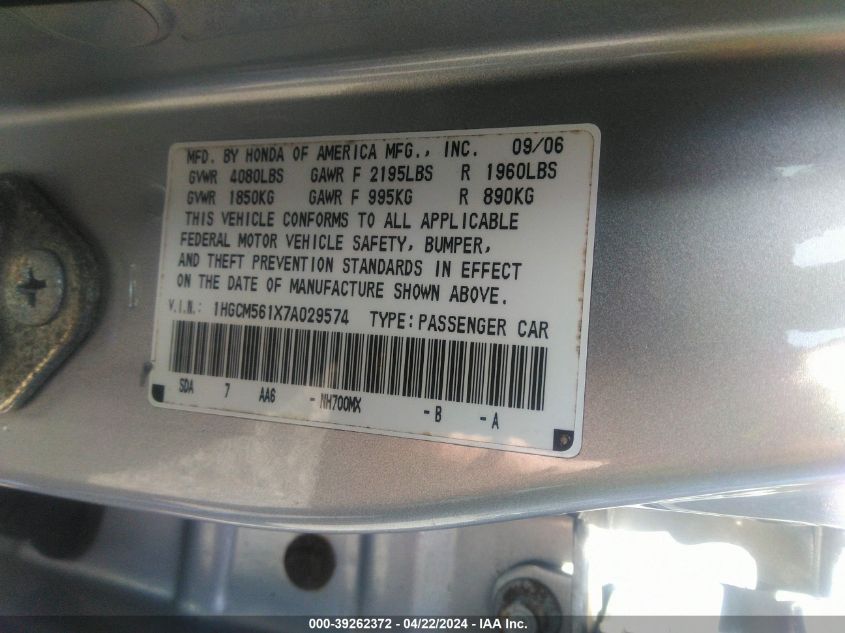 MFD. BY HONDA OF AMERICA MFG., INC. 09/06
GVWR 4080LBS GAWR F 2195LBS R 1960LBS
GVWR 1850KG GAWR F 995KG R 890KG
THIS VEHICLE CONFORMS TO ALL APPLICABLE
FEDERAL MOTOR VEHICLE SAFETY, BUMPER,
AND THEFT PREVENTION STANDARDS IN EFFECT
ON THE DATE OF MANUFACTURE SHOWN ABOVE.
V.I.N.: 1HGCM561X7A029574 TYPE:PASSENGER CAR
SDA 7 AA6 -NH700MX -B -A
000-39262372 - 04/22/2024 - IAA Inc.